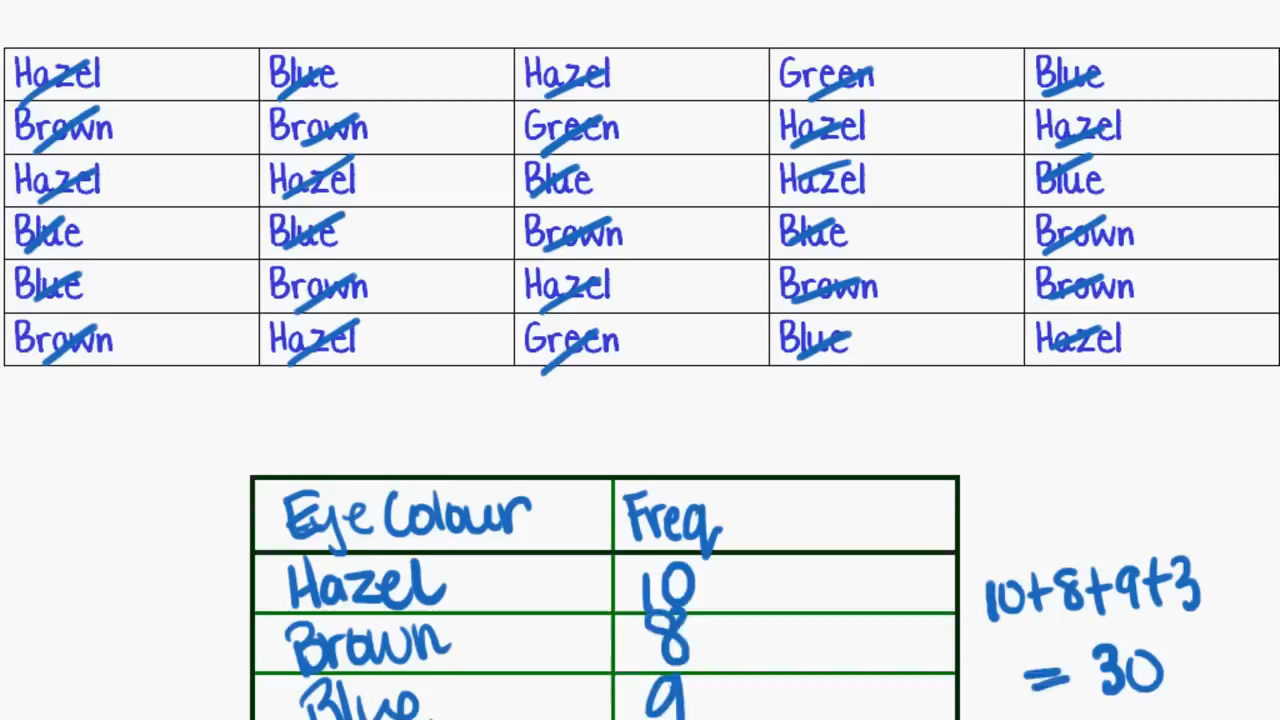 Hazel Blue Hazel Green Blue
Brown Brown Green Hazel Hazel
Hazel Hazel Blue Hazel Blue
Blue Blue Brown Blue Brown
Blue Brown Hazel Brown Brown
Brown Hazel Green Blue Hazel
Eye Colour Freq
Hazel 10
10+8+9+3
Brown 8
= 30
Blue 9